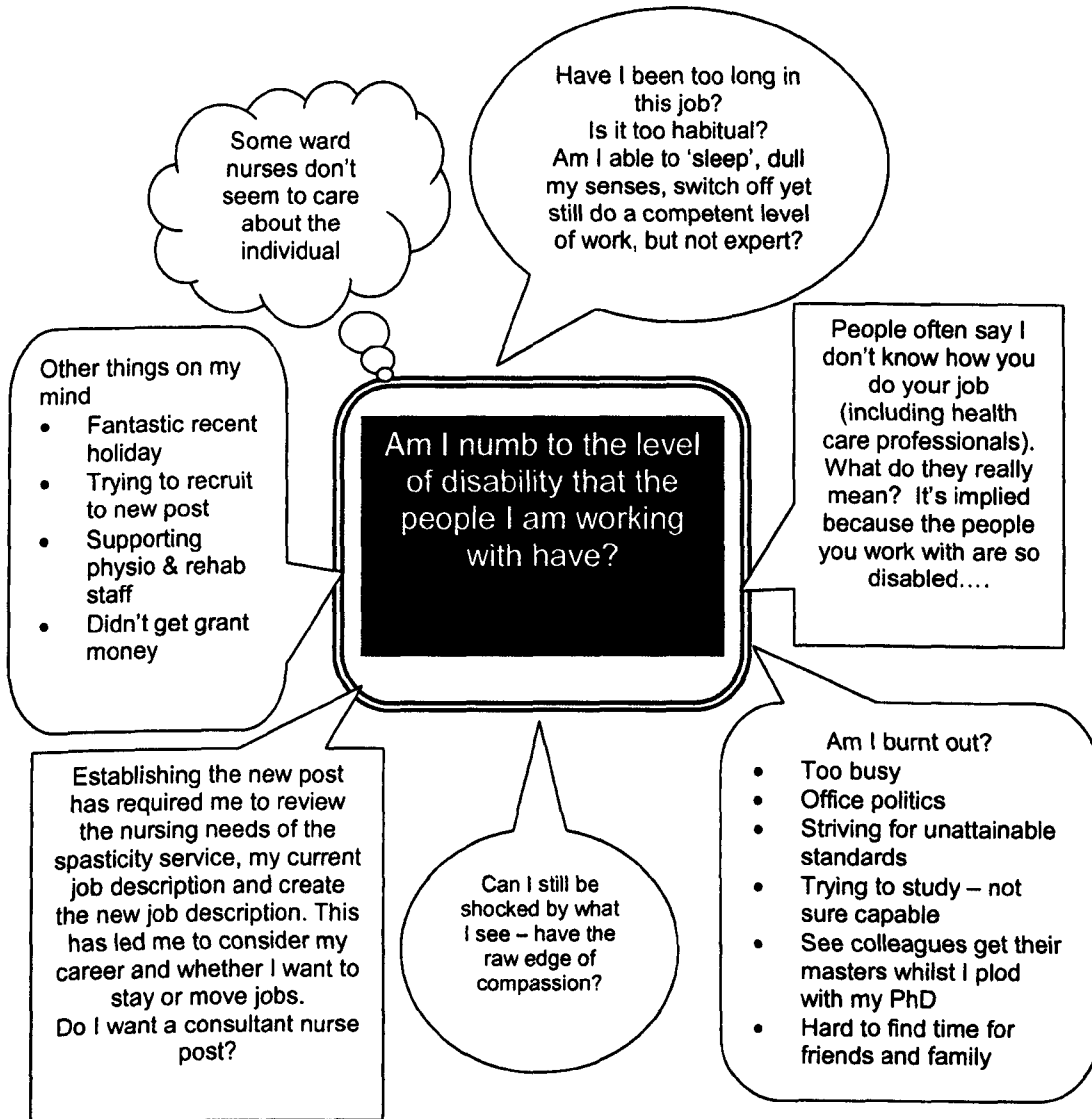 Have I been too long in
this job?
Is it too habitual?
Am I able to 'sleep', dull
my senses, switch off yet
still do a competent level
of work, but not expert?
Some ward
nurses don't
seem to care
about the
individual
People often say I
don't know how you
do your job
(including health
care professionals).
What do they really
mean? It's implied
because the people
you work with are so
disabled....
Other things on my
mind
• Fantastic recent
holiday
• Trying to recruit
to new post
• Supporting
physio & rehab
staff
• Didn't get grant
money
Am I numb to the level
of disability that the
people I am working
with have?
Establishing the new post
has required me to review
the nursing needs of the
spasticity service, my current
job description and create
the new job description. This
has led me to consider my
career and whether I want to
stay or move jobs.
Do I want a consultant nurse
post?
Can I still be
shocked by what
I see – have the
raw edge of
compassion?
Am I burnt out?
• Too busy
• Office politics
• Striving for unattainable
standards
• Trying to study – not
sure capable
• See colleagues get their
masters whilst I plod
with my PhD
• Hard to find time for
friends and family